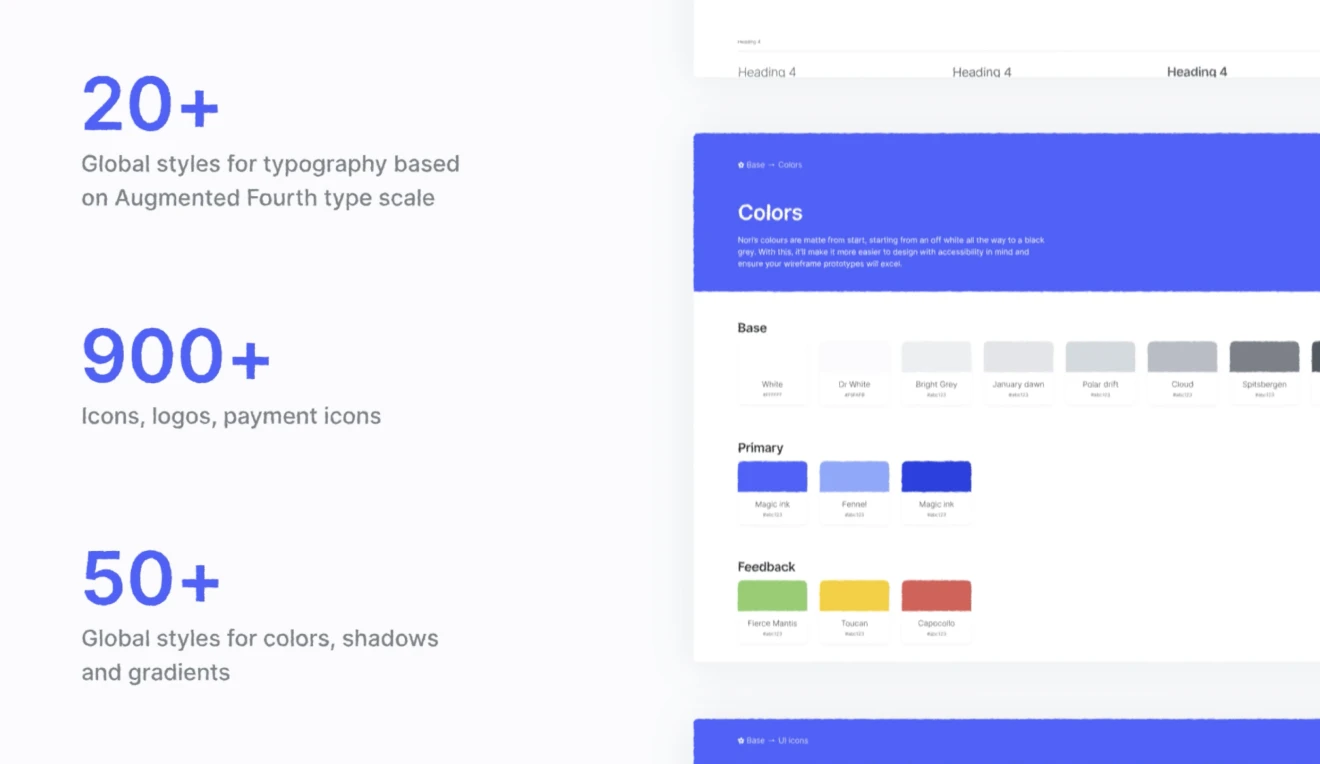 20+
Global styles for typography based
on Augmented Fourth type scale
900+
Icons, logos, payment icons
50+
Global styles for colors, shadows
and gradients
Heading 4
Heading 4 Heading 4 Heading 4
Base → Colors
Colors
Nori's colours are matte from start, starting from an off white all the way to a black
grey. With this, it'll make it more easier to design with accessibility in mind and
ensure your wireframe prototypes will excel.
Base
White Dr White Bright Grey January dawn Polar drift Cloud Spitsbergen
#abc123 #abc123 #abc123 #abc123 #abc123
Primary
Magic ink Fennel Magic ink
#abc123 #abc123 #abc123
Feedback
Fierce Mantis Toucan Capocollo
#abc123 #abc123 #abc123
Base → UI icons